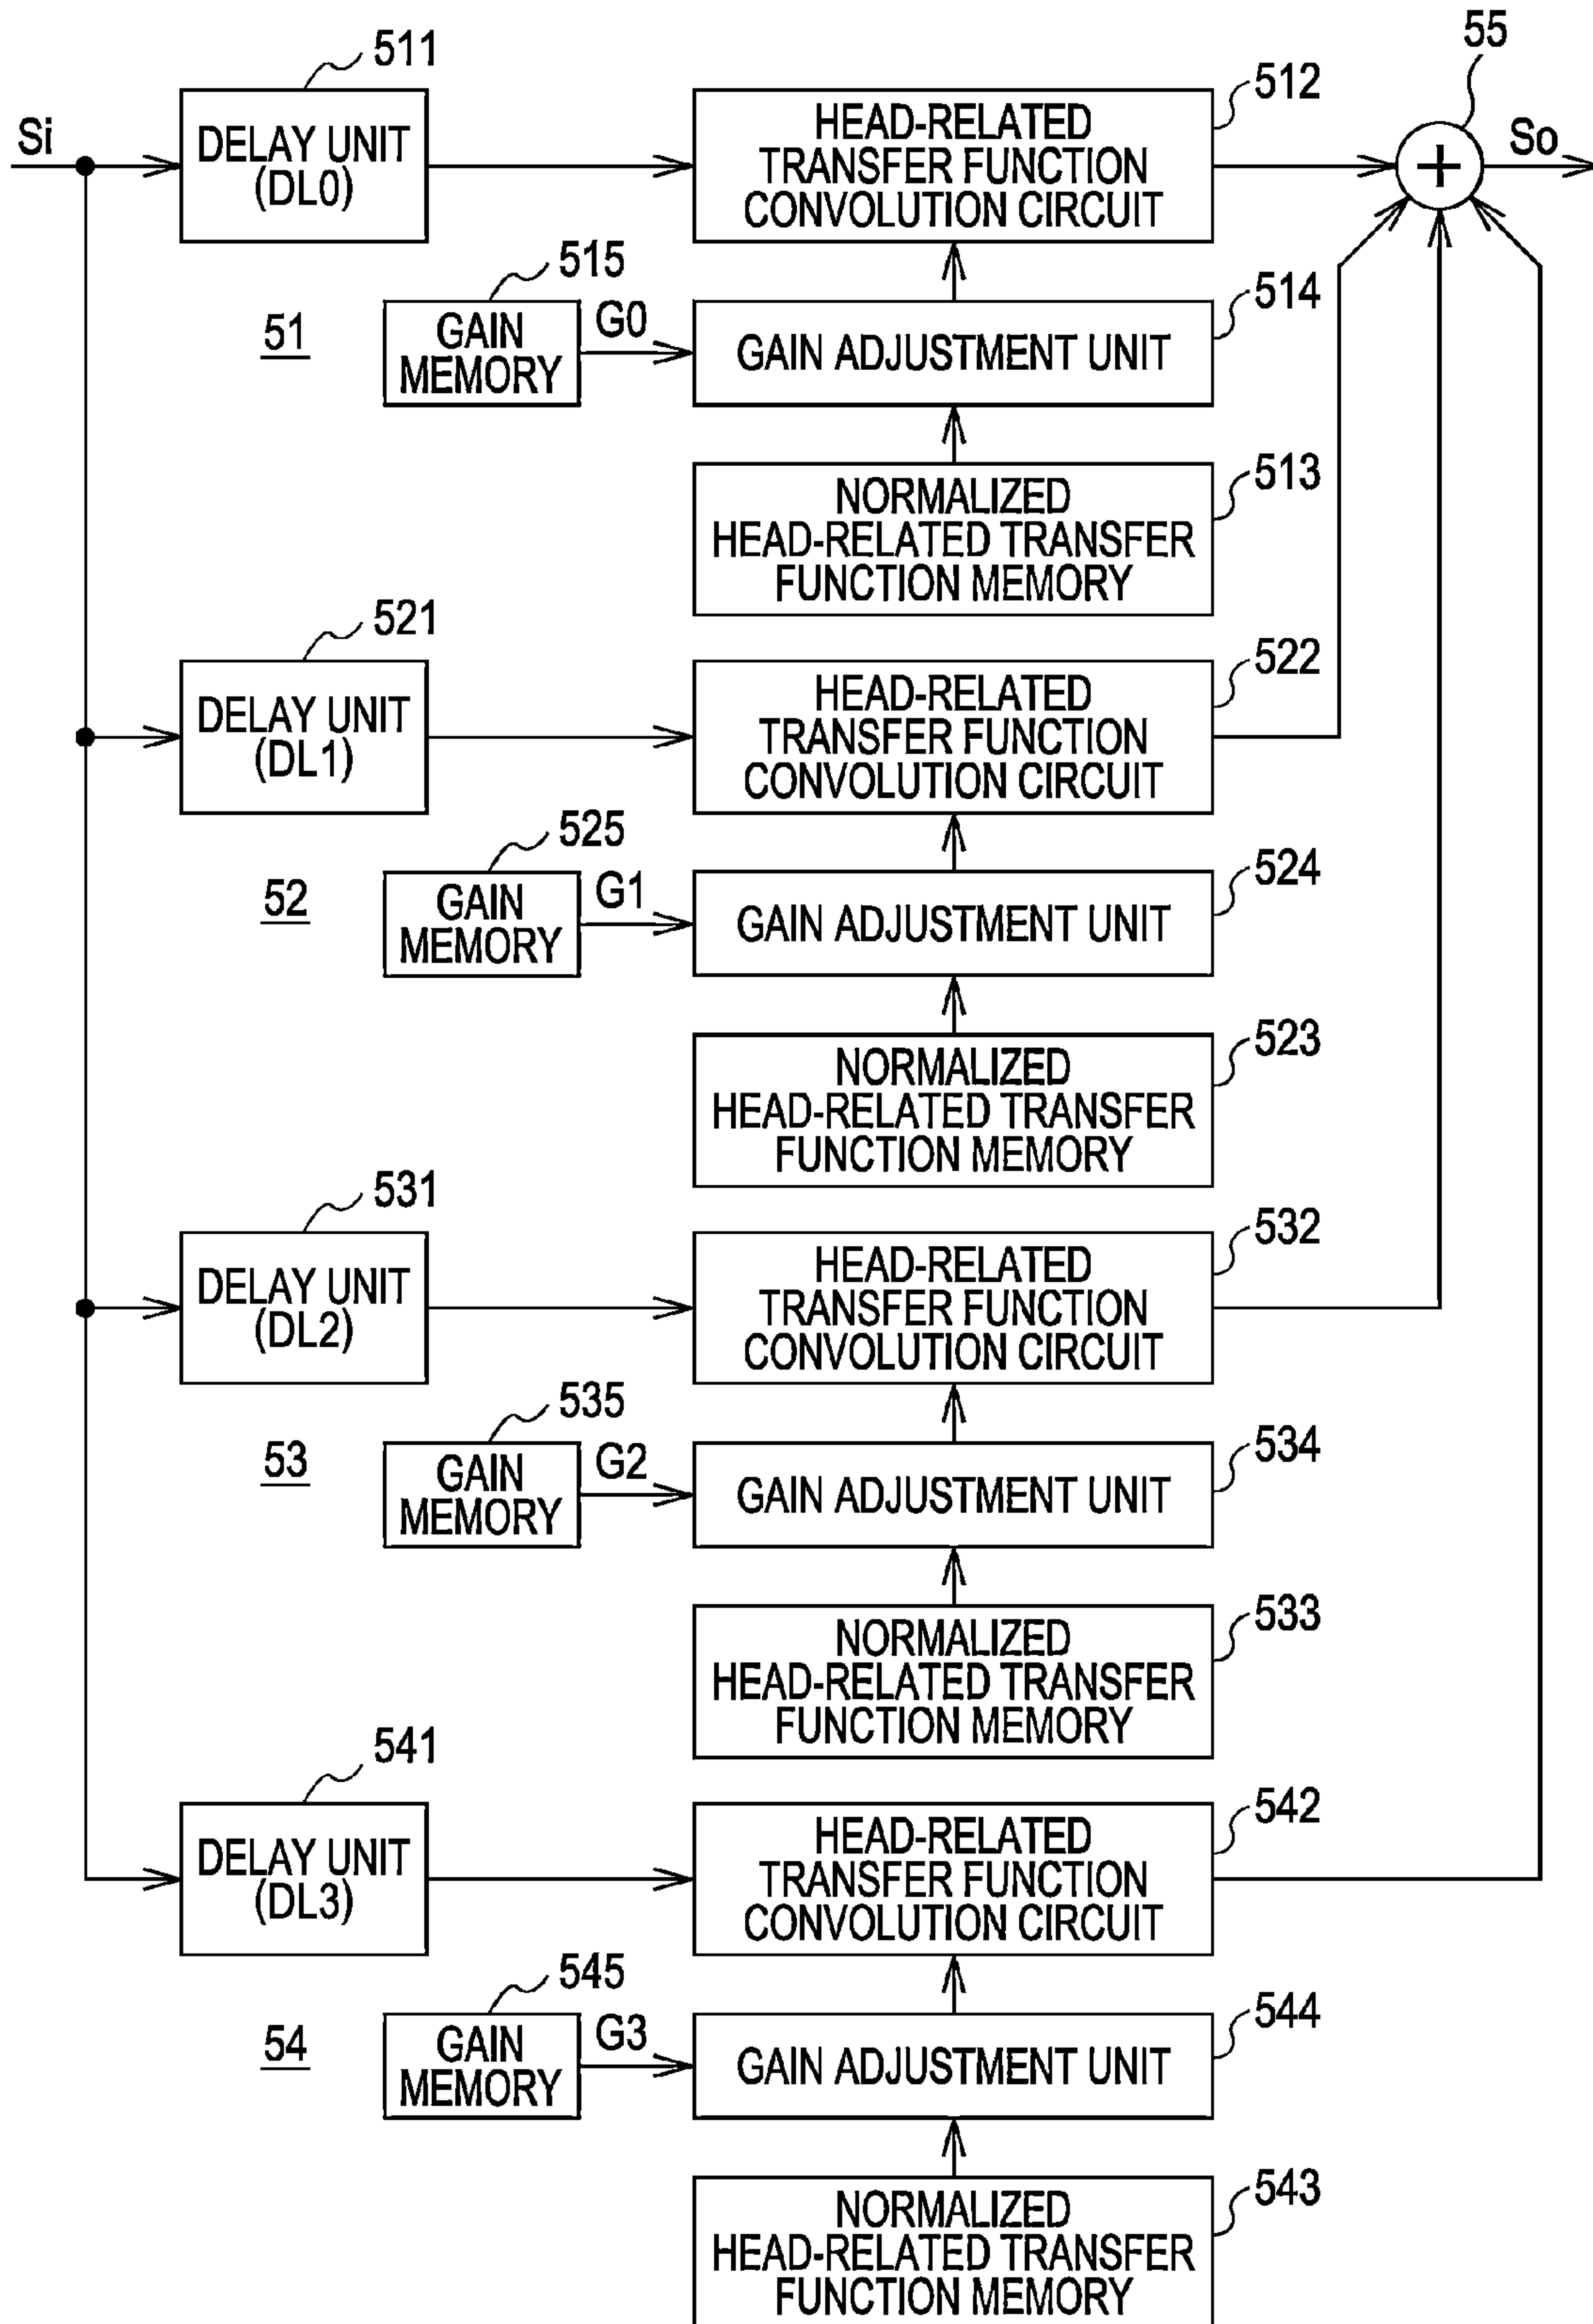 511
512
55
Si
DELAY UNIT
(DL0)
HEAD-RELATED
TRANSFER FUNCTION
CONVOLUTION CIRCUIT
+
So
515
514
51
GAIN
MEMORY
G0
GAIN ADJUSTMENT UNIT
513
NORMALIZED
HEAD-RELATED TRANSFER
FUNCTION MEMORY
521
522
DELAY UNIT
(DL1)
HEAD-RELATED
TRANSFER FUNCTION
CONVOLUTION CIRCUIT
525
524
52
GAIN
MEMORY
G1
GAIN ADJUSTMENT UNIT
523
NORMALIZED
HEAD-RELATED TRANSFER
FUNCTION MEMORY
531
532
DELAY UNIT
(DL2)
HEAD-RELATED
TRANSFER FUNCTION
CONVOLUTION CIRCUIT
535
534
53
GAIN
MEMORY
G2
GAIN ADJUSTMENT UNIT
533
NORMALIZED
HEAD-RELATED TRANSFER
FUNCTION MEMORY
541
542
DELAY UNIT
(DL3)
HEAD-RELATED
TRANSFER FUNCTION
CONVOLUTION CIRCUIT
545
544
54
GAIN
MEMORY
G3
GAIN ADJUSTMENT UNIT
543
NORMALIZED
HEAD-RELATED TRANSFER
FUNCTION MEMORY